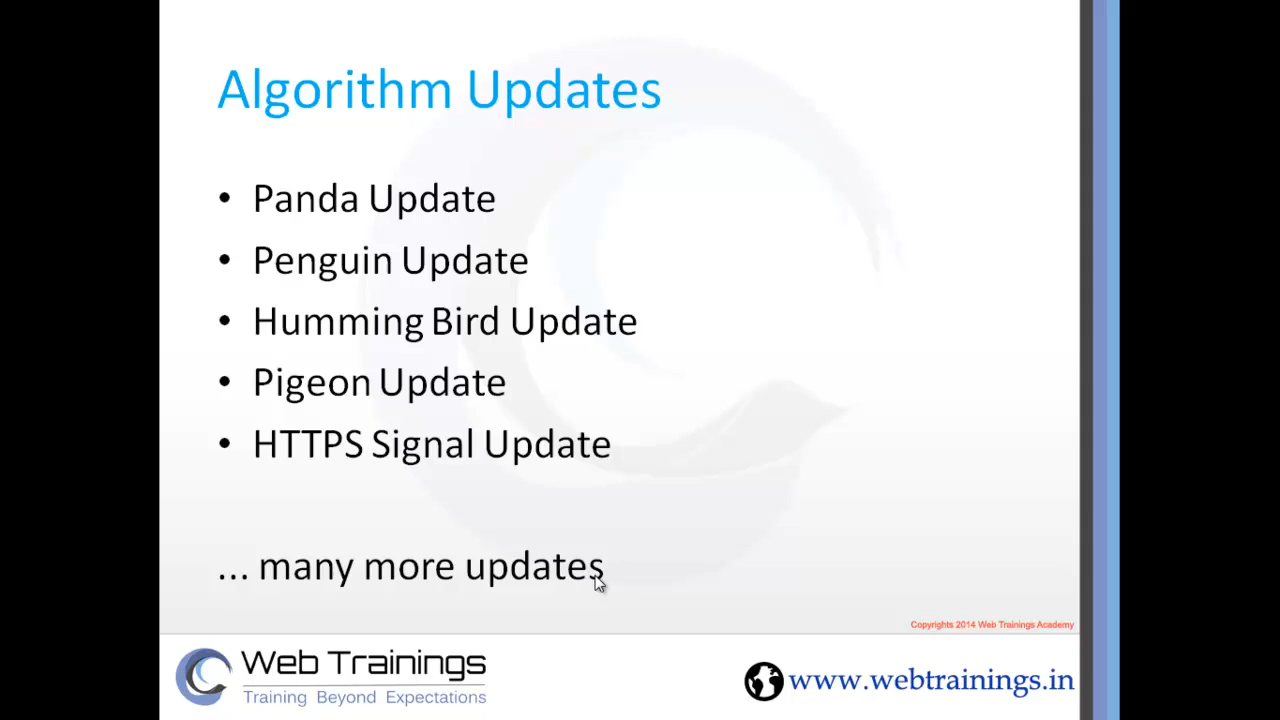 Algorithm Updates
• Panda Update
• Penguin Update
• Humming Bird Update
• Pigeon Update
• HTTPS Signal Update
... many more updates
Copyrights 2014 Web Trainings Academy
Web Trainings
Training Beyond Expectations
www.webtrainings.in